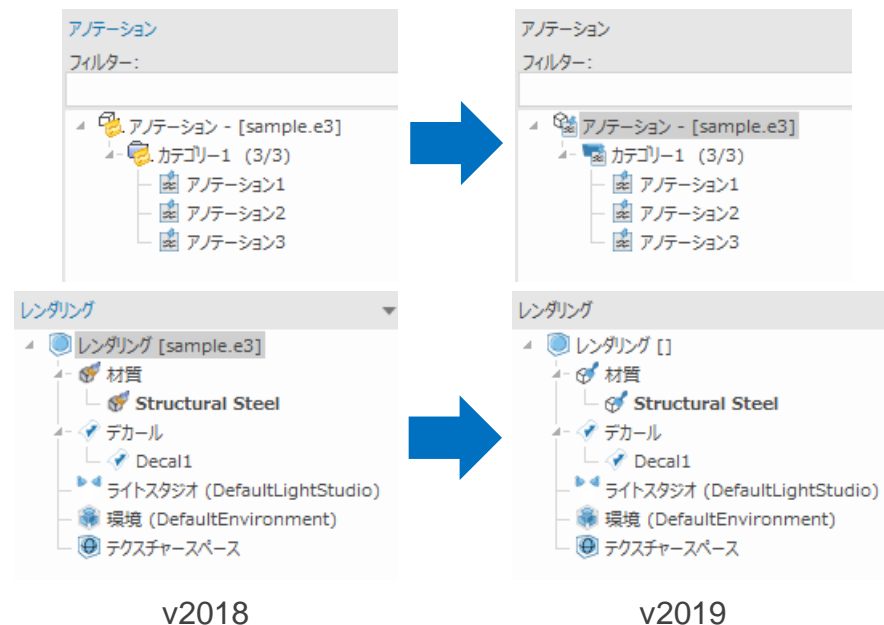 アノテーション
フィルター:
アノテーション - [sample.e3]
カテゴリー1 (3/3)
アノテーション1
アノテーション2
アノテーション3
アノテーション
フィルター:
アノテーション - [sample.e3]
カテゴリー1 (3/3)
アノテーション1
アノテーション2
アノテーション3
レンダリング
レンダリング [sample.e3]
材質
Structural Steel
デカール
Decal1
ライトスタジオ (DefaultLightStudio)
環境 (DefaultEnvironment)
テクスチャースペース
レンダリング
レンダリング []
材質
Structural Steel
デカール
Decal1
ライトスタジオ (DefaultLightStudio)
環境 (DefaultEnvironment)
テクスチャースペース
v2018
v2019